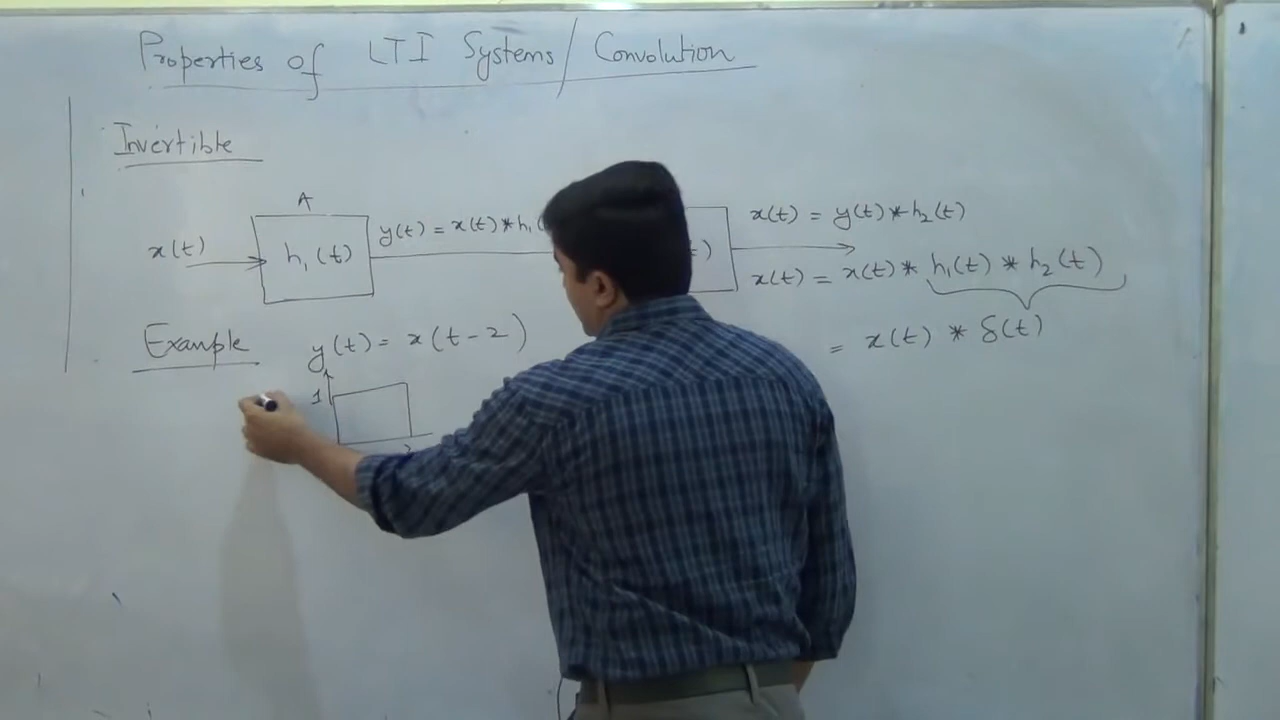 Properties of LTI Systems / Convolution
Invertible
A
x(t) h₁(t) y(t) = x(t) * h₁( t) x(t) = y(t) * h₂(t)
x(t) = x(t) * h₁(t) * h₂(t)
= x(t) * δ(t)
Example y(t) = x(t-2)
1